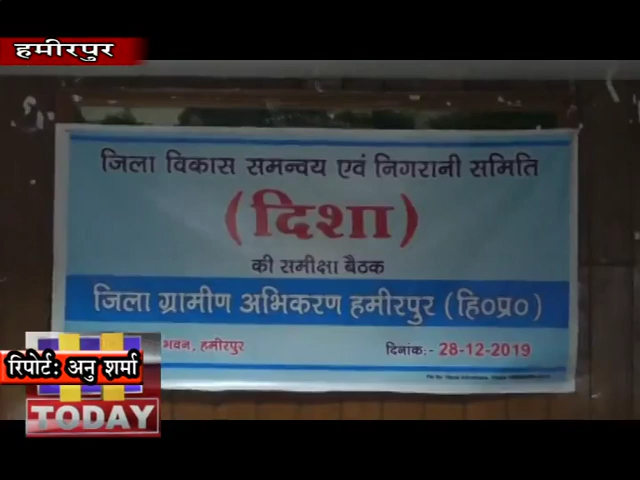 हमीरपुर
जिला विकास समन्वय एवं निगरानी समिति
(दिशा)
की समीक्षा बैठक
जिला ग्रामीण अभिकरण हमीरपुर (हि०प्र०)
भवन, हमीरपुर
दिनांक:- 28-12-2019
रिपोर्ट: अनु शर्मा
TODAY